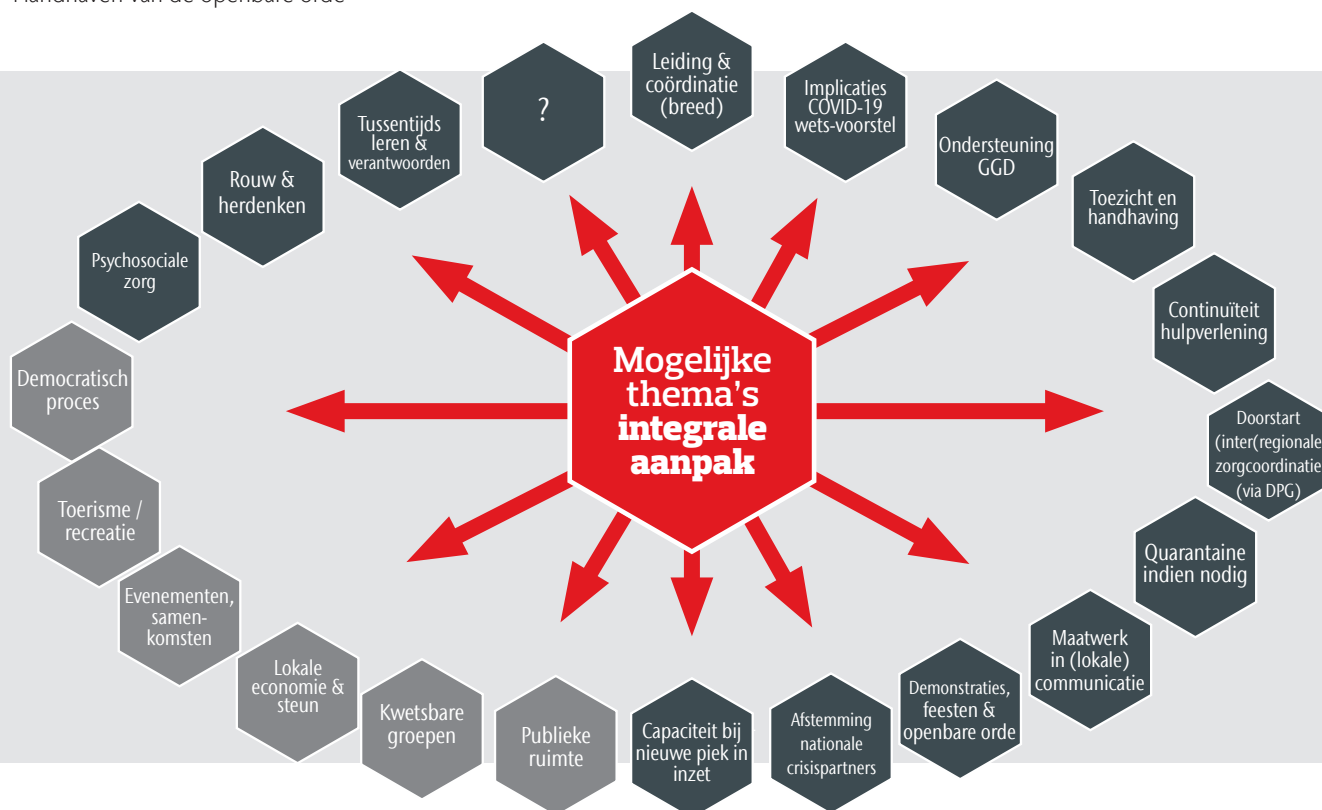 Handhaven van de openbare orde
Leiding &
coördinatie
(breed)
Implicaties
COVID-19
wets-voorstel
Ondersteuning
GGD
Toezicht en
handhaving
Continuïteit
hulpverlening
Doorstart
(inter(regionale
zorgcoordinatie
(via DPG)
Quarantaine
indien nodig
Maatwerk
in (lokale)
communicatie
Demonstraties,
feesten &
openbare orde
Afstemming
nationale
crisispartners
Capaciteit bij
nieuwe piek in
inzet
Publieke
ruimte
Kwetsbare
groepen
Lokale
economie &
steun
Evenementen,
samen-
komsten
Toerisme /
recreatie
Democratisch
proces
Psychosociale
zorg
Rouw &
herdenken
Tussentijds
leren &
verantwoorden
?
Mogelijke
thema's
integrale
aanpak